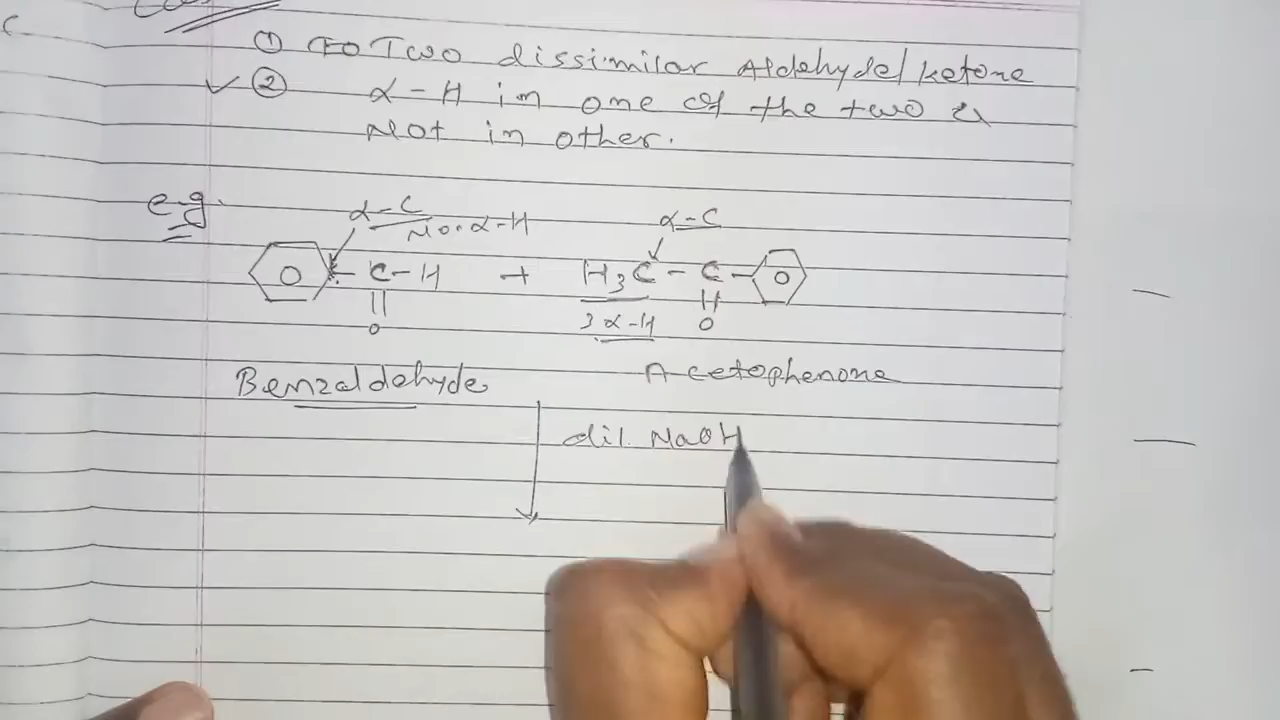 ① Two dissimilar Aldehyde/ketone
✓ ② α-H in one of the two &
Not in other.
e.g.
α-C No. α-H α-C
C-H + H₃C - C -
|| ||
O 3 α-H O
Benzaldehyde Acetophenone
dil. NaOH